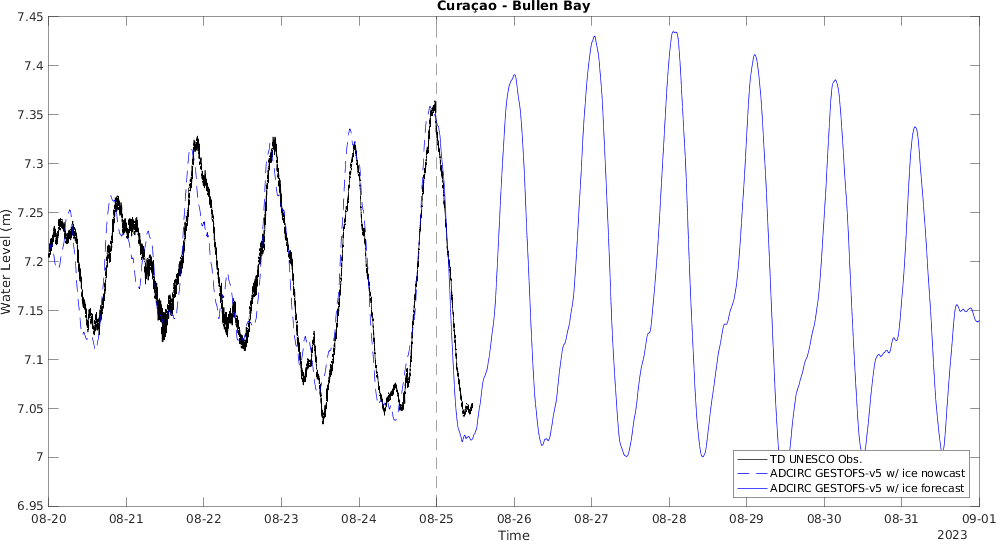 Curaçao - Bullen Bay
7.45
7.4
7.35
7.3
7.25
7.2
7.15
7.1
7.05
7
6.95
Water Level (m)
TD UNESCO Obs.
ADCIRC GESTOFS-v5 w/ ice nowcast
ADCIRC GESTOFS-v5 w/ ice forecast
08-20 08-21 08-22 08-23 08-24 08-25 08-26 08-27 08-28 08-29 08-30 08-31 09-01
Time
2023